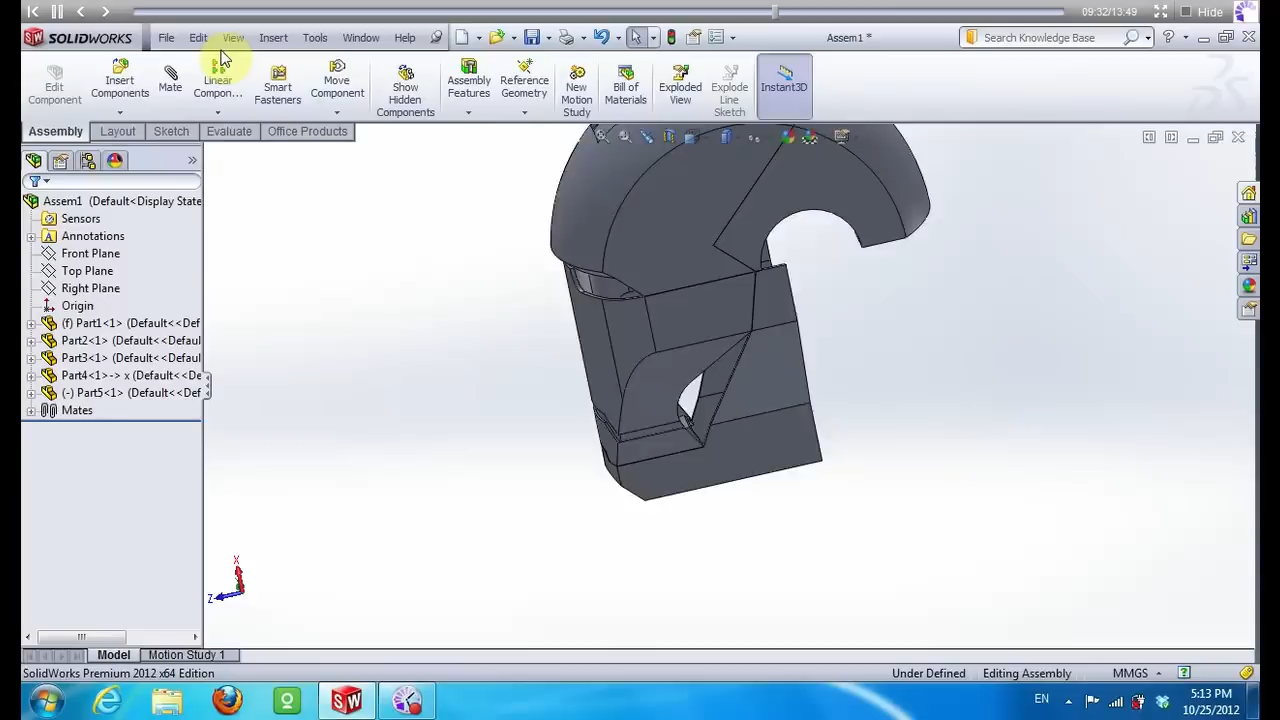 09:32/13:49
Hide
SOLIDWORKS
File Edit View Insert Tools Window Help
Assem1 *
Search Knowledge Base
Edit Component
Insert Components
Mate
Linear Compon...
Smart Fasteners
Move Component
Show Hidden Components
Assembly Features
Reference Geometry
New Motion Study
Bill of Materials
Exploded View
Explode Line Sketch
Instant3D
Assembly Layout Sketch Evaluate Office Products
Assem1 (Default<Display State
Sensors
Annotations
Front Plane
Top Plane
Right Plane
Origin
(f) Part1<1> (Default<<Def
Part2<1> (Default<<Default
Part3<1> (Default<<Default
Part4<1>-> x (Default<<De
(-) Part5<1> (Default<<Def
Mates
X
Z
Model Motion Study 1
SolidWorks Premium 2012 x64 Edition
Under Defined Editing Assembly MMGS
EN
5:13 PM
10/25/2012